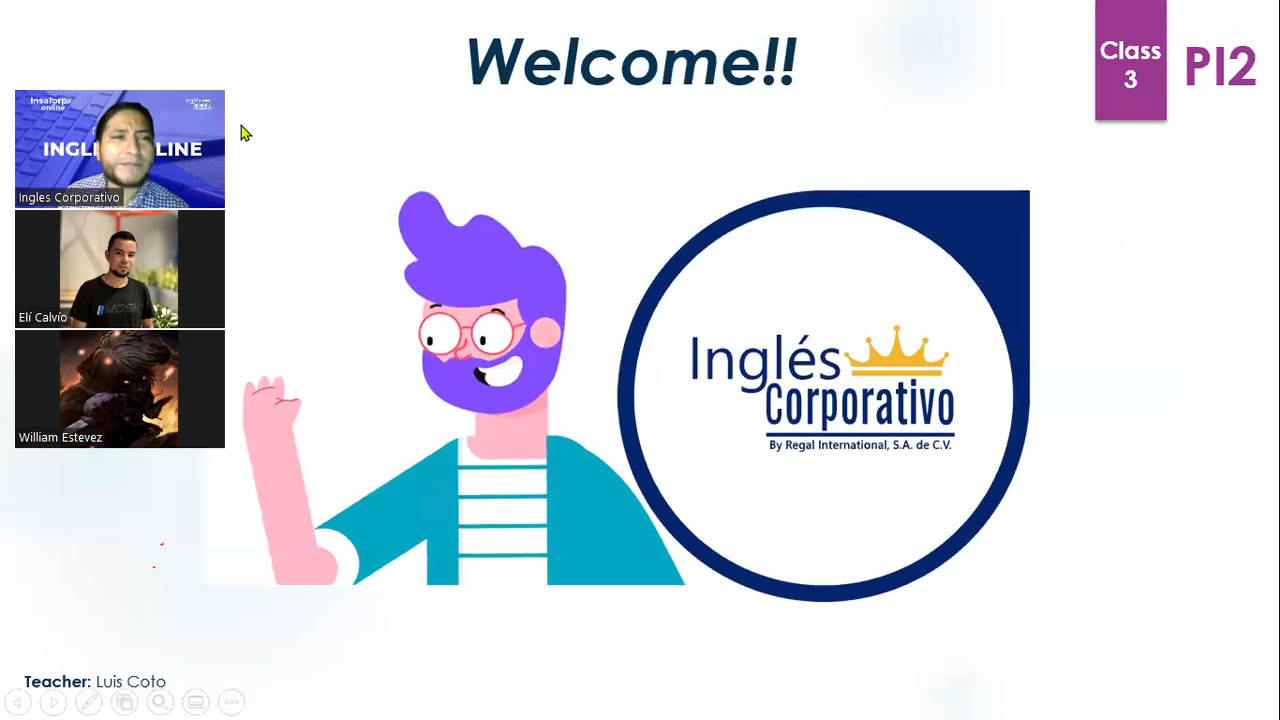 Welcome!!
Class
3
PI2
Insaforp
online
INGL
LINE
Ingles Corporativo
Elí Calvío
William Estevez
Inglés
Corporativo
By Regal International, S.A. de C.V.
Teacher: Luis Coto